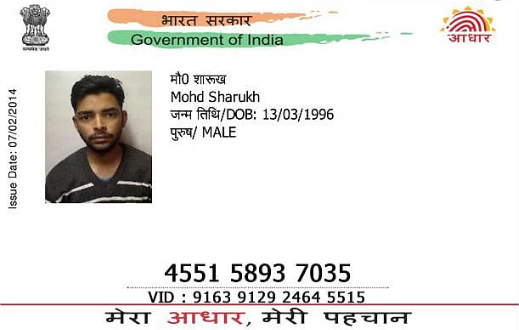 भारत सरकार
Government of India
आधार
Issue Date: 07/02/2014
मौ0 शारूख
Mohd Sharukh
जन्म तिथि/DOB: 13/03/1996
पुरुष/ MALE
4551 5893 7035
VID : 9163 9129 2464 5515
मेरा आधार, मेरी पहचान